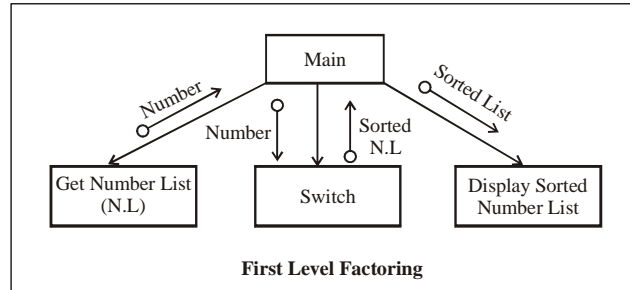 Main
Number
Number
Sorted
N.L
Sorted List
Get Number List
(N.L)
Switch
Display Sorted
Number List
First Level Factoring